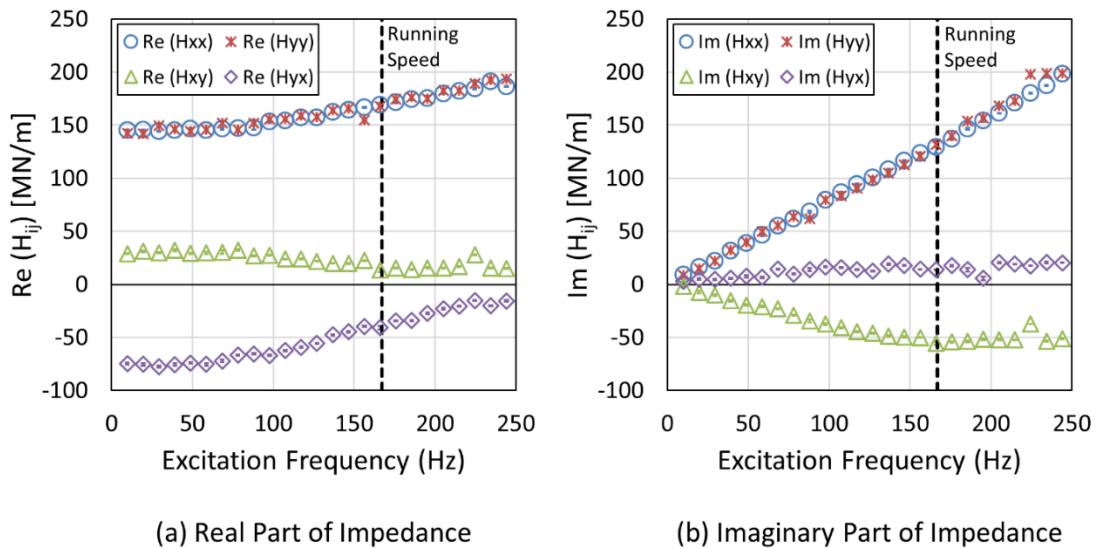 250
200
150
100
50
0
-50
-100
Re (Hij) [MN/m]
Re (Hxx) Re (Hyy)
Re (Hxy) Re (Hyx)
Running
Speed
0 50 100 150 200 250
Excitation Frequency (Hz)
(a) Real Part of Impedance
250
200
150
100
50
0
-50
-100
Im (Hij) [MN/m]
Im (Hxx) Im (Hyy)
Im (Hxy) Im (Hyx)
Running
Speed
0 50 100 150 200 250
Excitation Frequency (Hz)
(b) Imaginary Part of Impedance